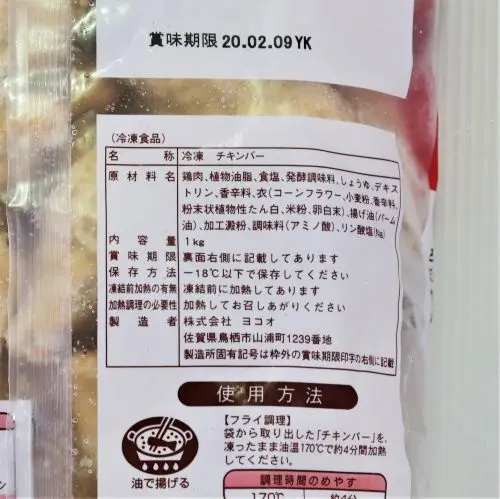 賞味期限 20.02.09YK
(冷凍食品)
名称 冷凍 チキンバー
原材料名 鶏肉、植物油脂、食塩、発酵調味料、しょうゆ、デキス
トリン、香辛料、衣(コーンフラワー、小麦粉、香辛料、
粉末状植物性たん白、米粉、卵白末)、揚げ油(パーム
油)、加工澱粉、調味料(アミノ酸)、リン酸塩(Na)
内容量 1kg
賞味期限 裏面右側に記載してあります
保存方法 -18℃以下で保存してください
凍結前加熱の有無 凍結前に加熱してあります
加熱調理の必要性 加熱してお召しあがりください
製造者 株式会社 ヨコオ
佐賀県鳥栖市山浦町1239番地
製造所固有記号は枠外の賞味期限印字の右側に記載
使用方法
【フライ調理】
袋から取り出した「チキンバー」を、
凍ったまま油温170℃で約4分間加熱
してください。
油で揚げる
調理時間のめやす
170℃ 約4分